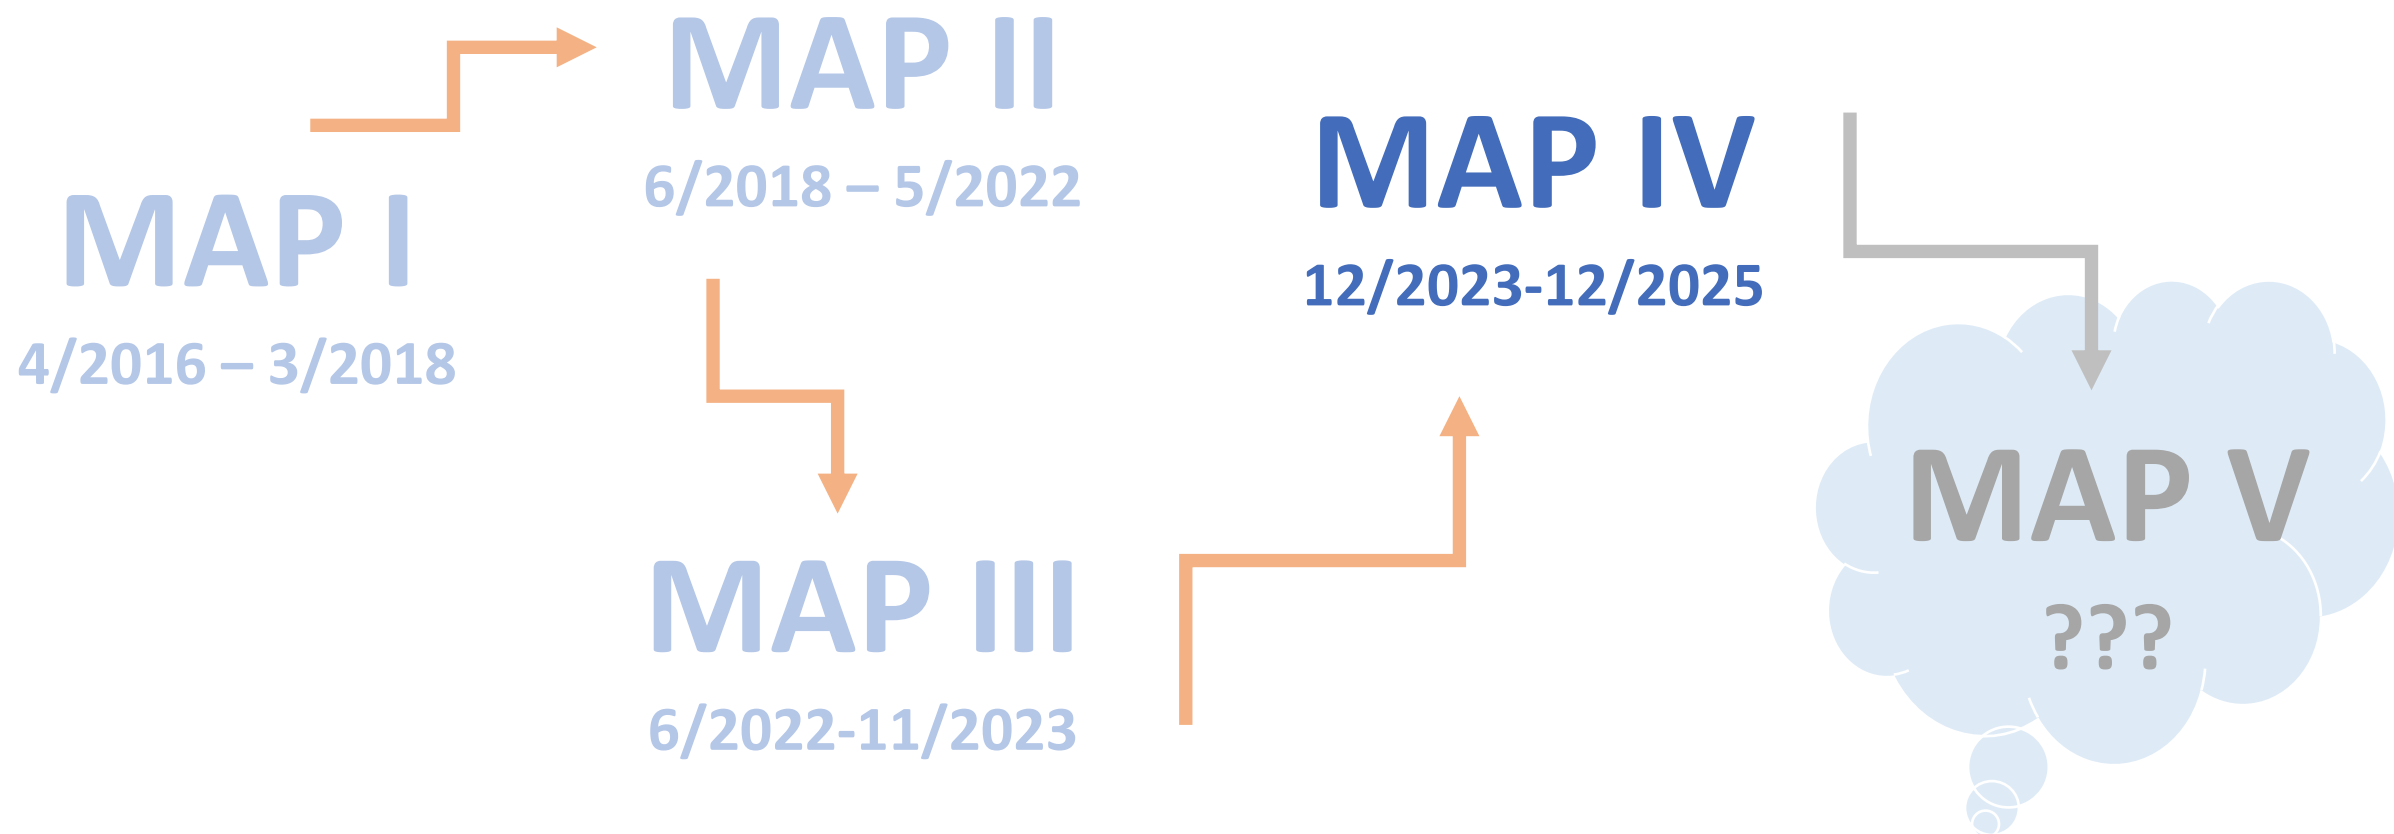 MAP I
4/2016 – 3/2018
MAP II
6/2018 – 5/2022
MAP III
6/2022-11/2023
MAP IV
12/2023-12/2025
MAP V
???